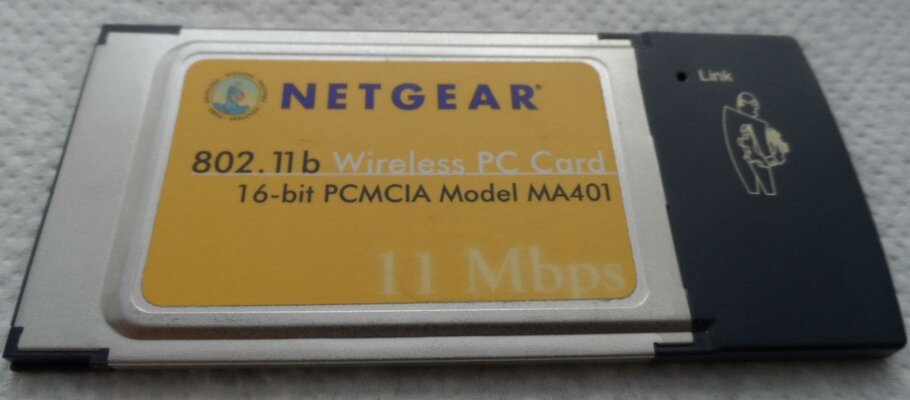 NETGEAR®
802.11b Wireless PC Card
16-bit PCMCIA Model MA401
11 Mbps
Link